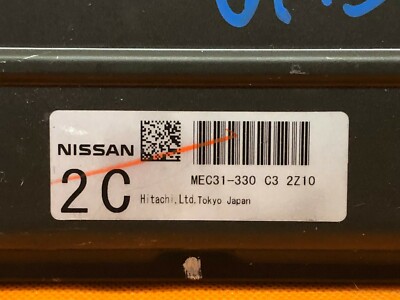 NISSAN
2C
MEC31-330 C3 2Z10
Hitachi,Ltd.Tokyo Japan